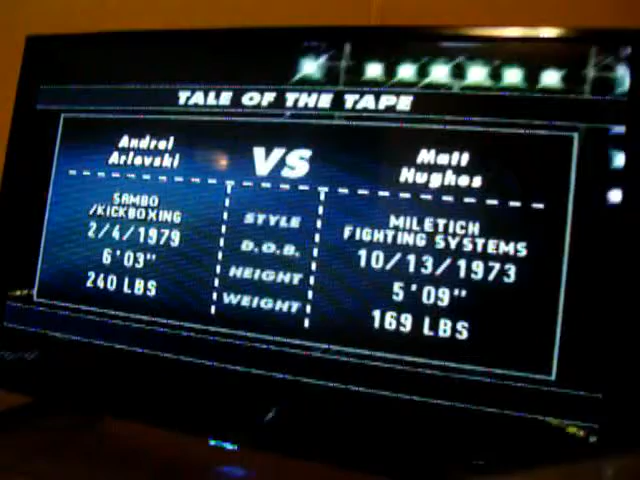 TALE OF THE TAPE
Andrei
Arlovski
VS
Matt
Hughes
SAMBO
/KICKBOXING
STYLE
MILETICH
FIGHTING SYSTEMS
2/4/1979
D.O.B.
10/13/1973
6'03"
HEIGHT
5'09"
240 LBS
WEIGHT
169 LBS